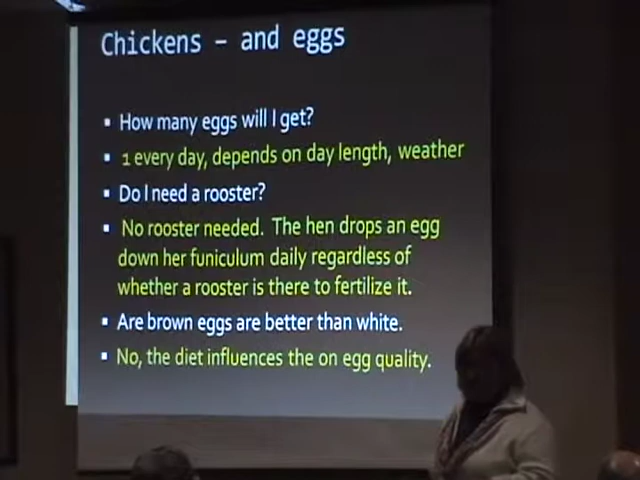 Chickens – and eggs
▪ How many eggs will I get?
▪ 1 every day, depends on day length, weather
▪ Do I need a rooster?
▪ No rooster needed. The hen drops an egg
down her funiculum daily regardless of
whether a rooster is there to fertilize it.
▪ Are brown eggs are better than white.
▪ No, the diet influences the on egg quality.